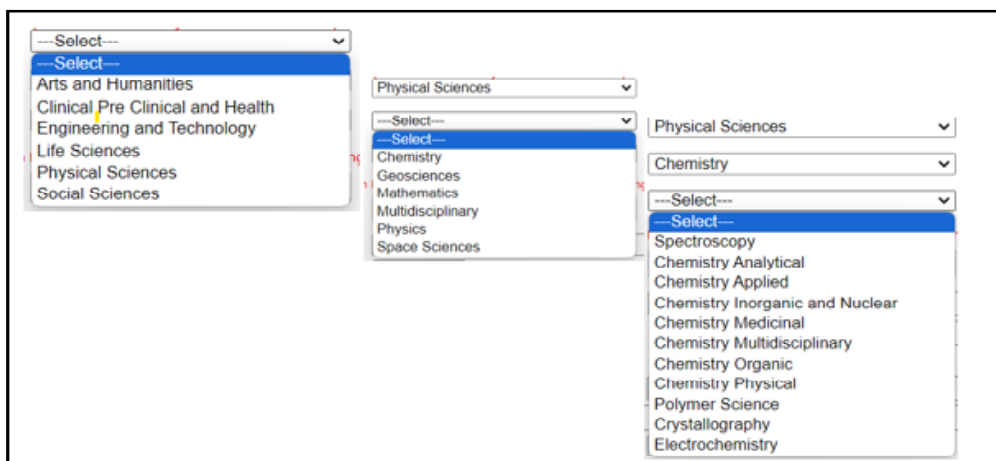 ---Select---
---Select---
Arts and Humanities
Clinical Pre Clinical and Health
Engineering and Technology
Life Sciences
Physical Sciences
Social Sciences
Physical Sciences
---Select---
---Select---
Chemistry
Geosciences
Mathematics
Multidisciplinary
Physics
Space Sciences
Physical Sciences
Chemistry
---Select---
---Select---
Spectroscopy
Chemistry Analytical
Chemistry Applied
Chemistry Inorganic and Nuclear
Chemistry Medicinal
Chemistry Multidisciplinary
Chemistry Organic
Chemistry Physical
Polymer Science
Crystallography
Electrochemistry